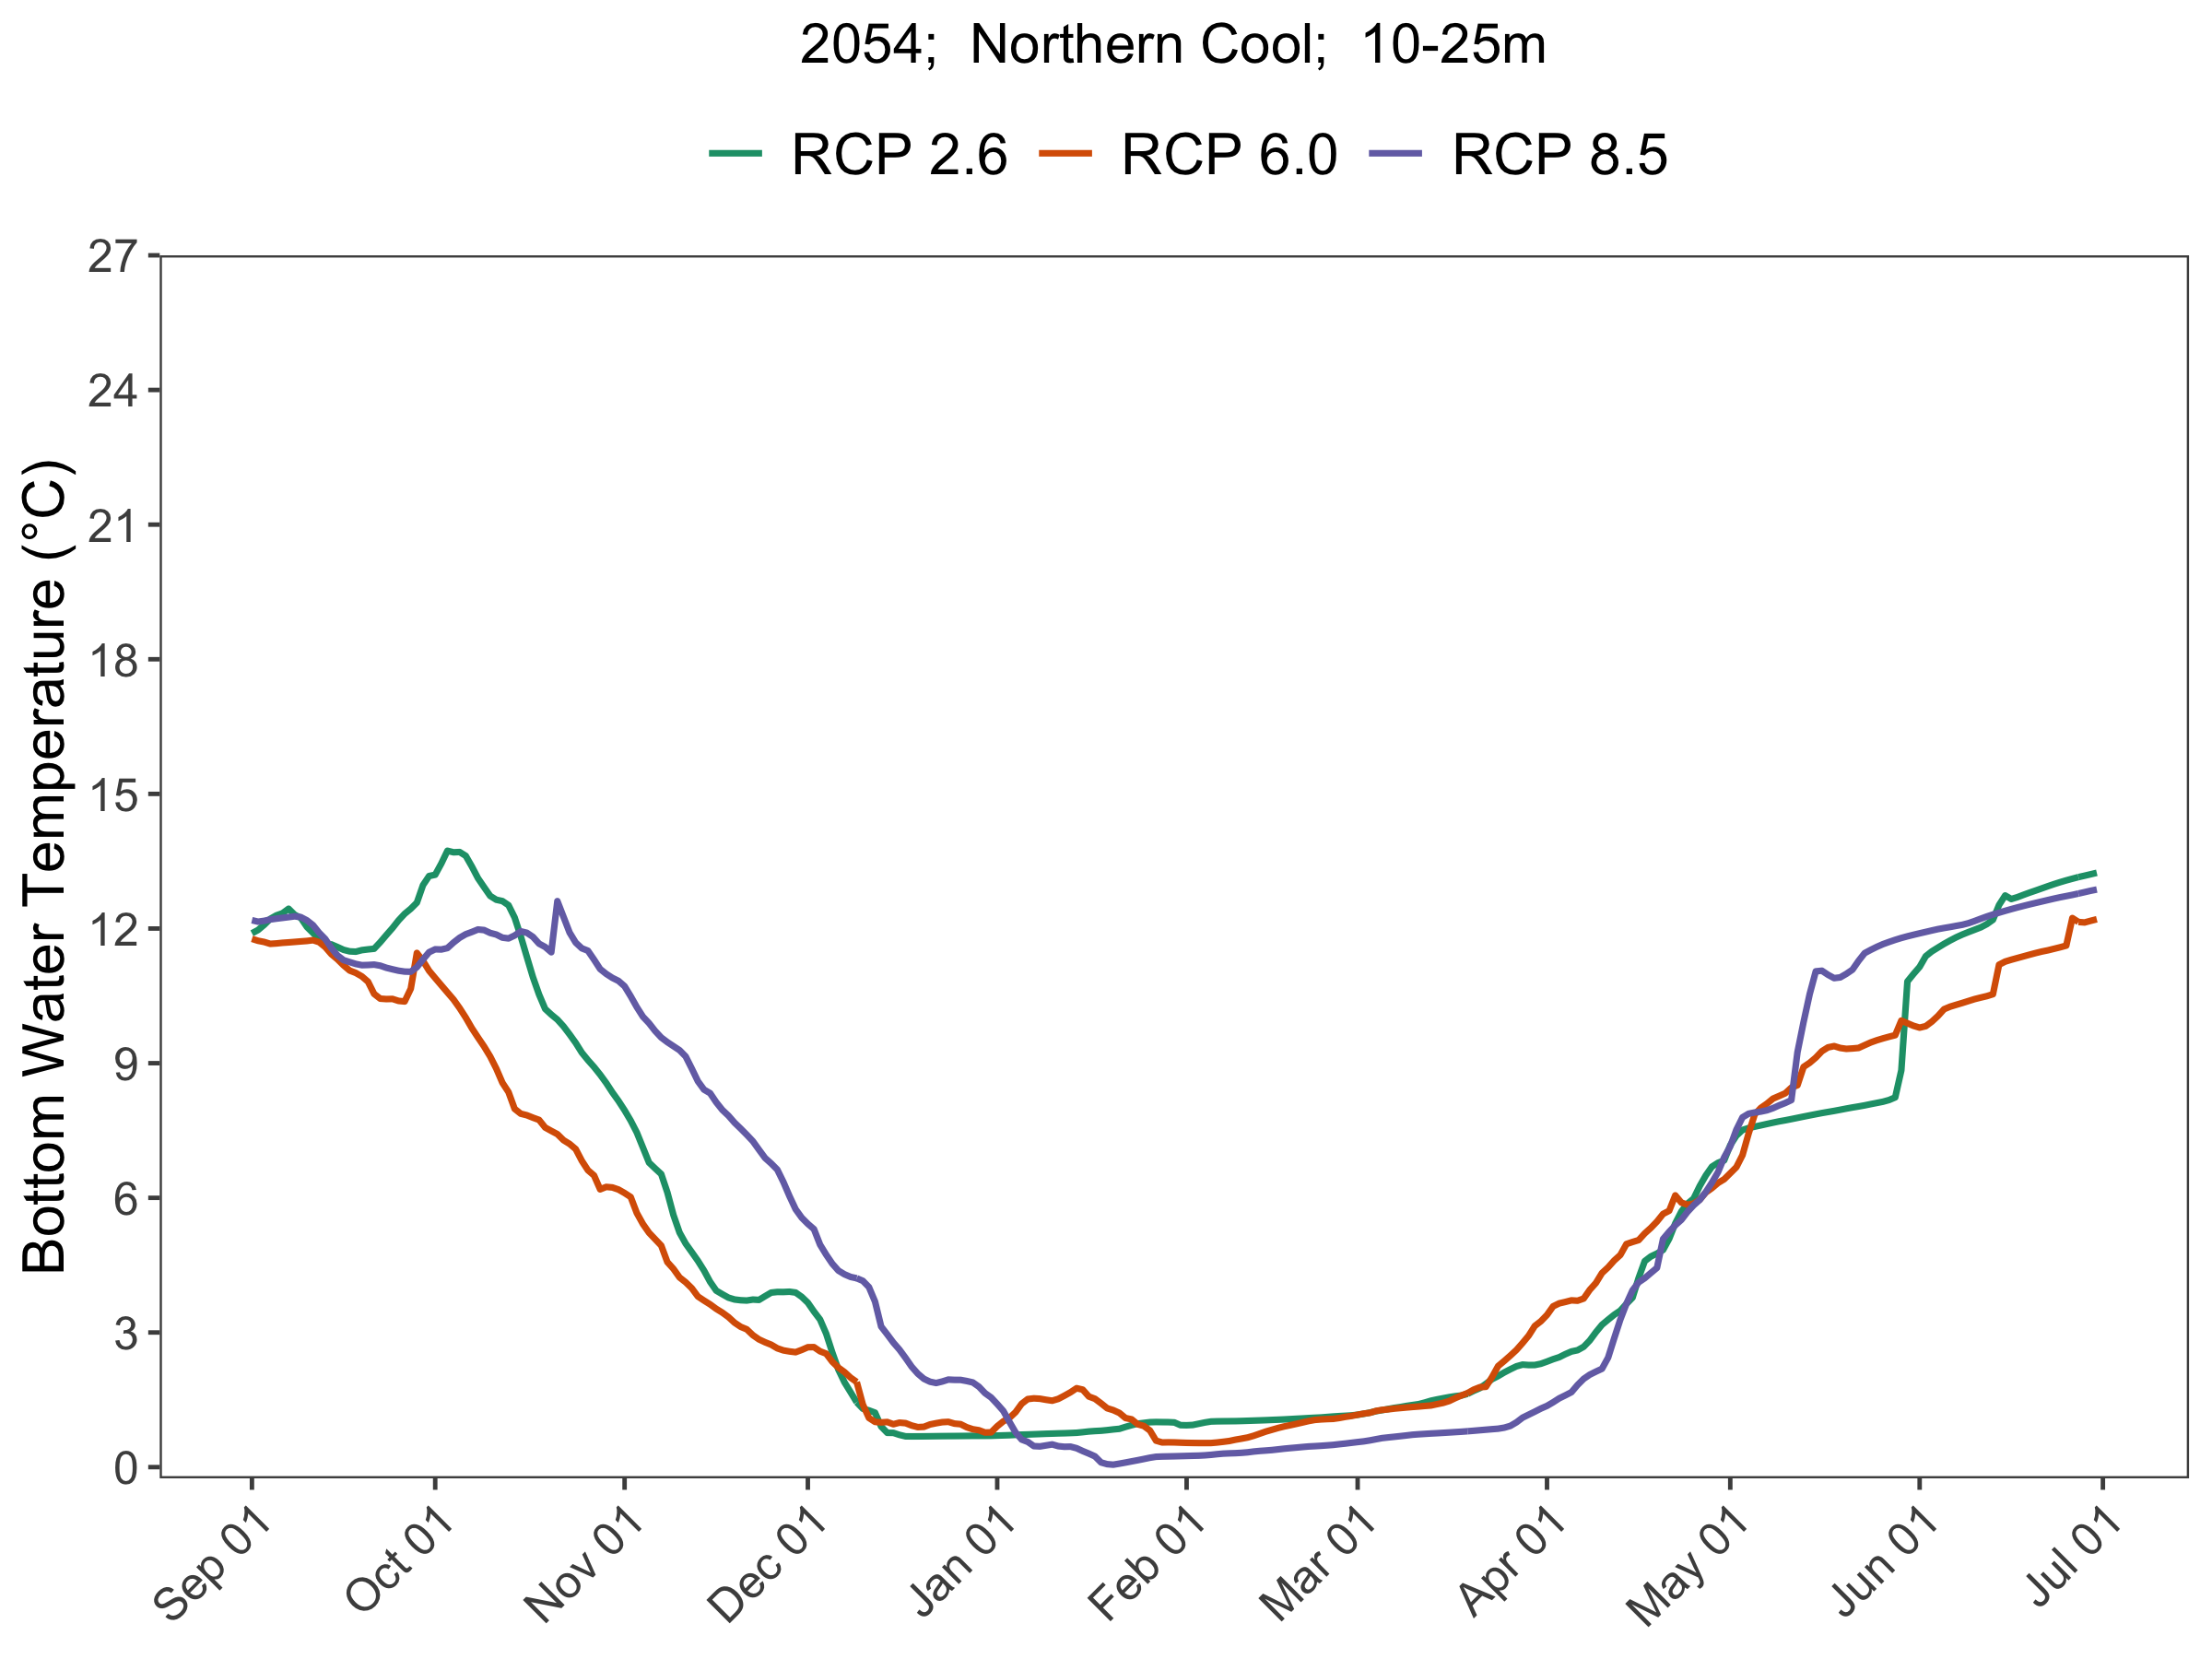 2054;  Northern Cool;  10-25m
RCP 2.6 RCP 6.0 RCP 8.5
Bottom Water Temperature (°C)
27
24
21
18
15
12
9
6
3
0
Sep 01 Oct 01 Nov 01 Dec 01 Jan 01 Feb 01 Mar 01 Apr 01 May 01 Jun 01 Jul 01